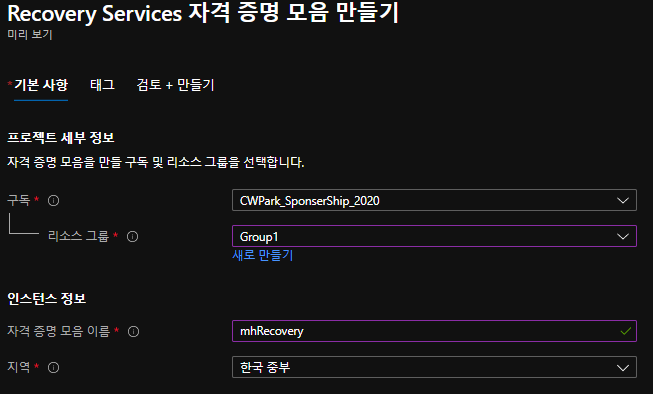 Recovery Services 자격 증명 모음 만들기
미리 보기
* 기본 사항 태그 검토 + 만들기
프로젝트 세부 정보
자격 증명 모음을 만들 구독 및 리소스 그룹을 선택합니다.
구독 * CWPark_SponserShip_2020
리소스 그룹 * Group1
새로 만들기
인스턴스 정보
자격 증명 모음 이름 * mhRecovery
지역 * 한국 중부